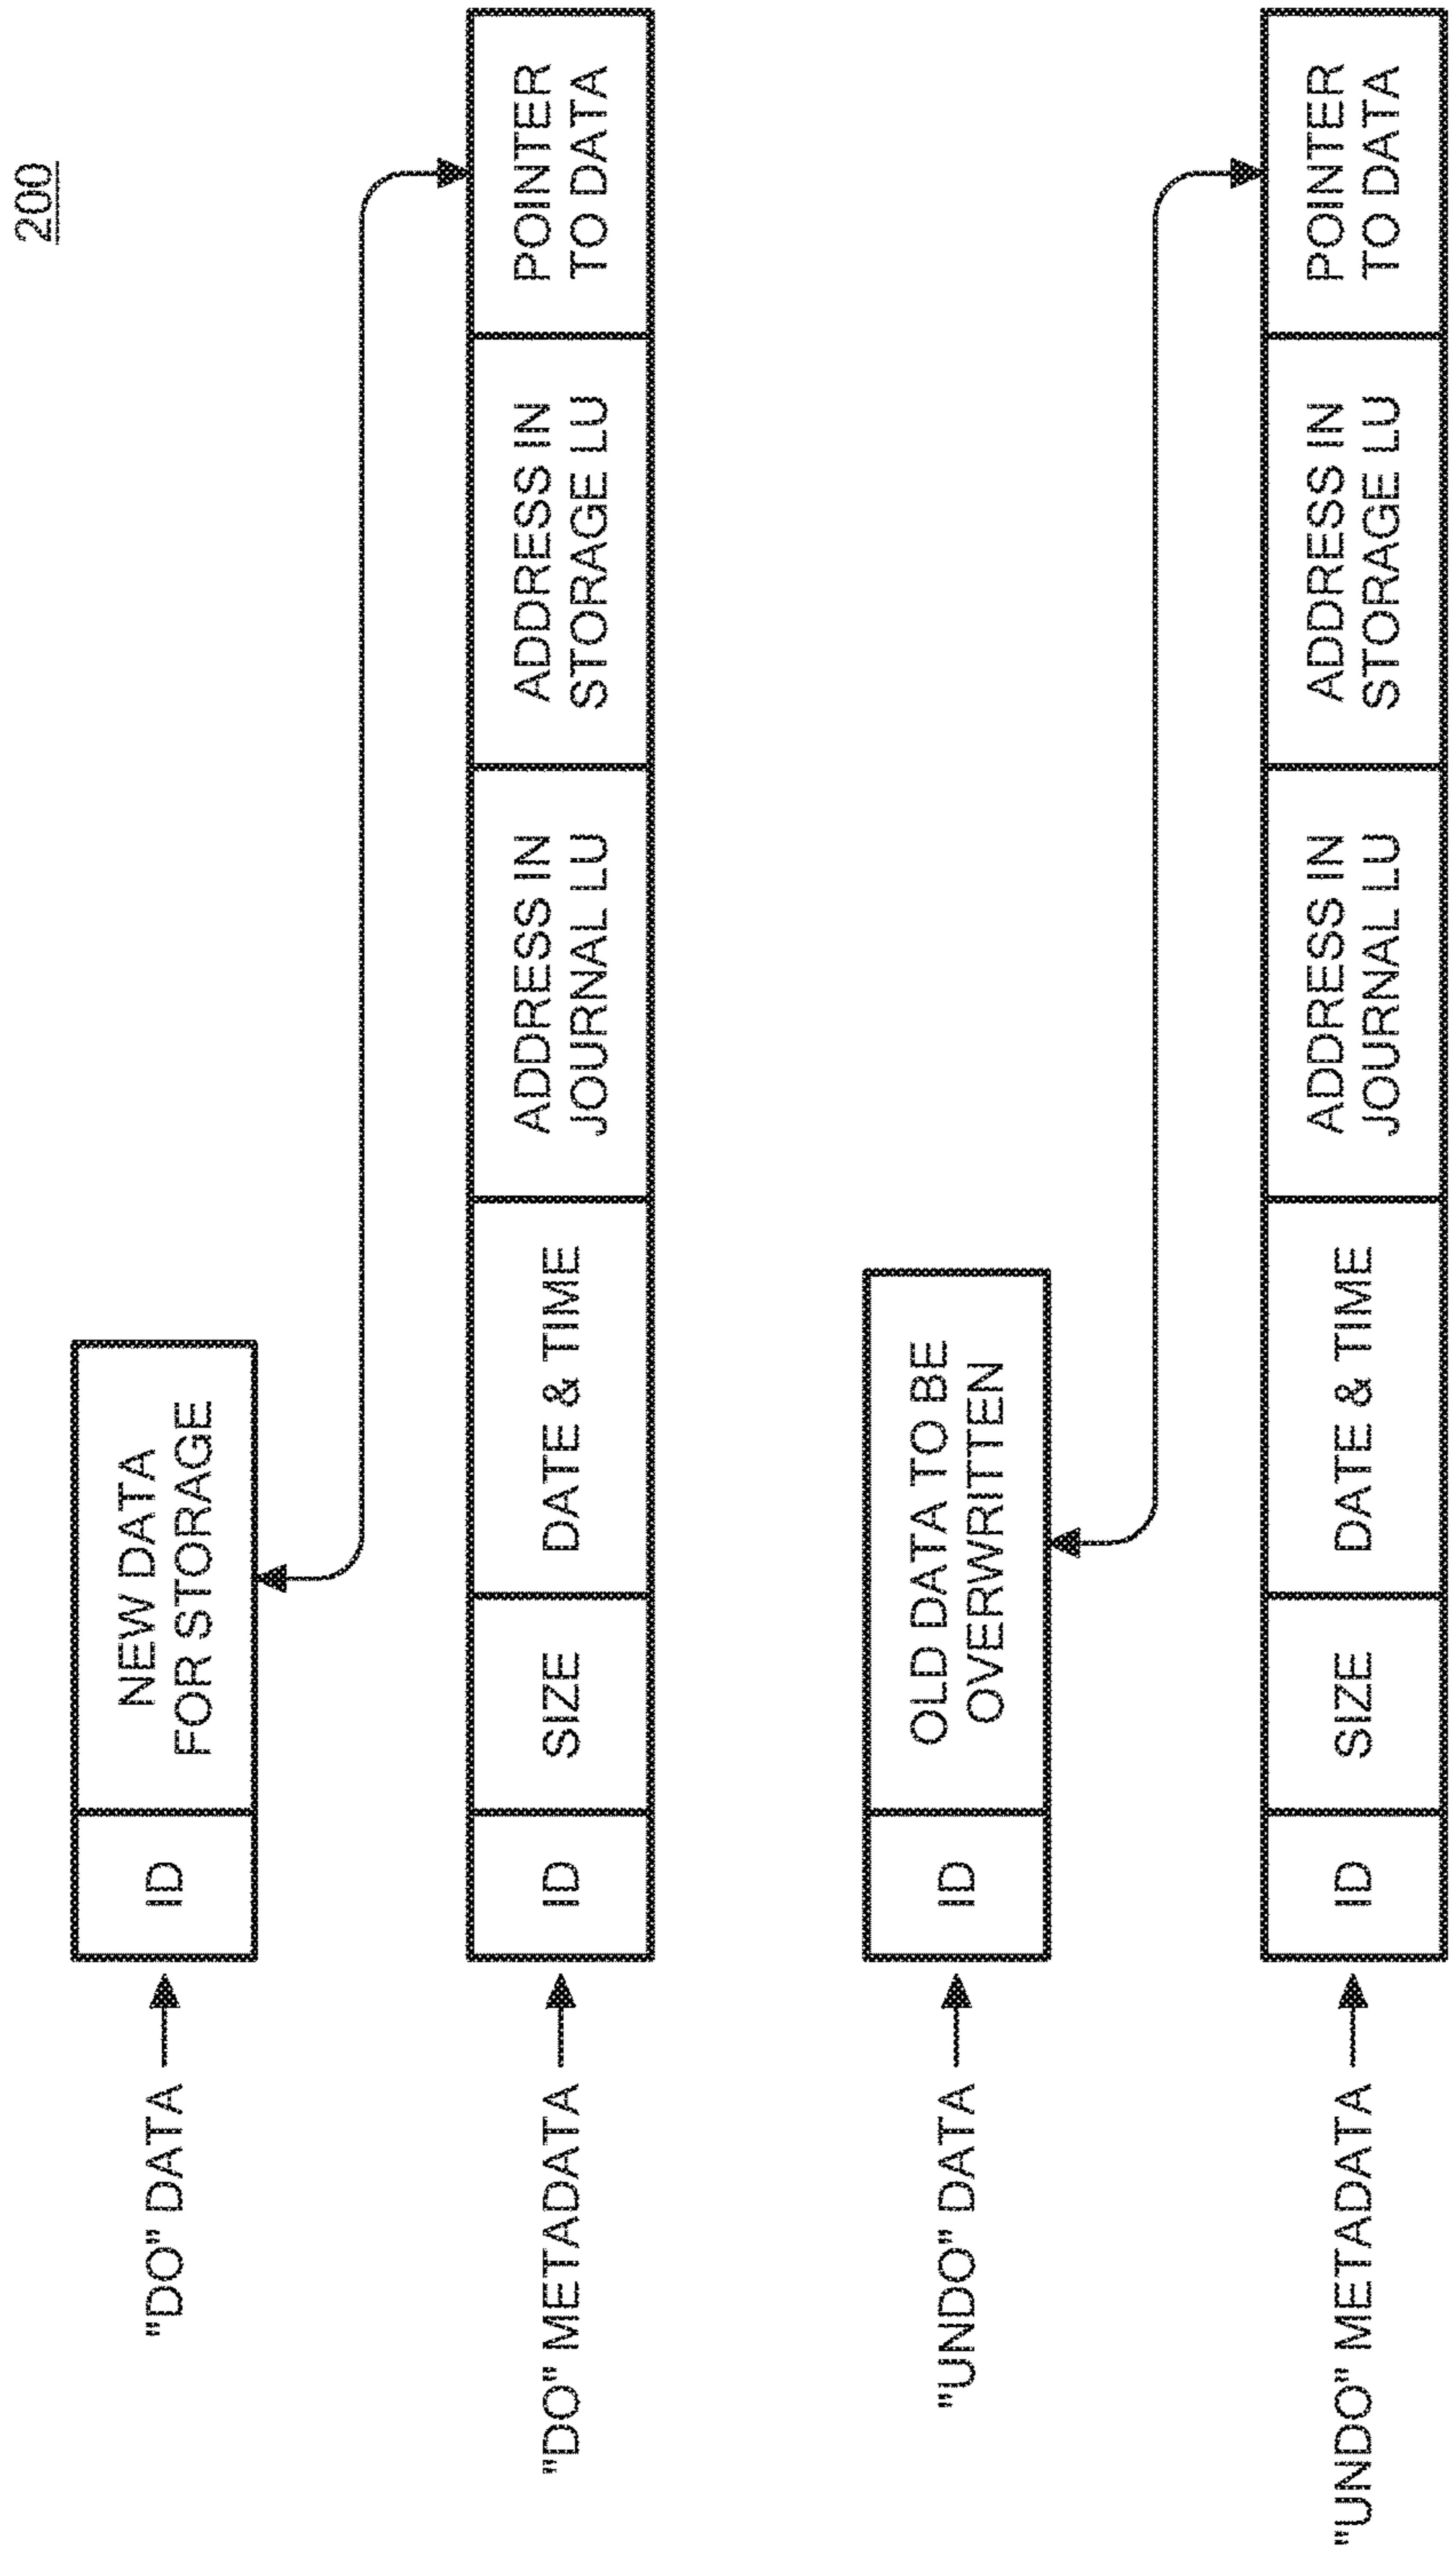 200
"DO" DATA
ID
NEW DATA
FOR STORAGE
"DO" METADATA
ID
SIZE
DATE & TIME
ADDRESS IN
JOURNAL LU
ADDRESS IN
STORAGE LU
POINTER
TO DATA
"UNDO" DATA
ID
OLD DATA TO BE
OVERWRITTEN
"UNDO" METADATA
ID
SIZE
DATE & TIME
ADDRESS IN
JOURNAL LU
ADDRESS IN
STORAGE LU
POINTER
TO DATA